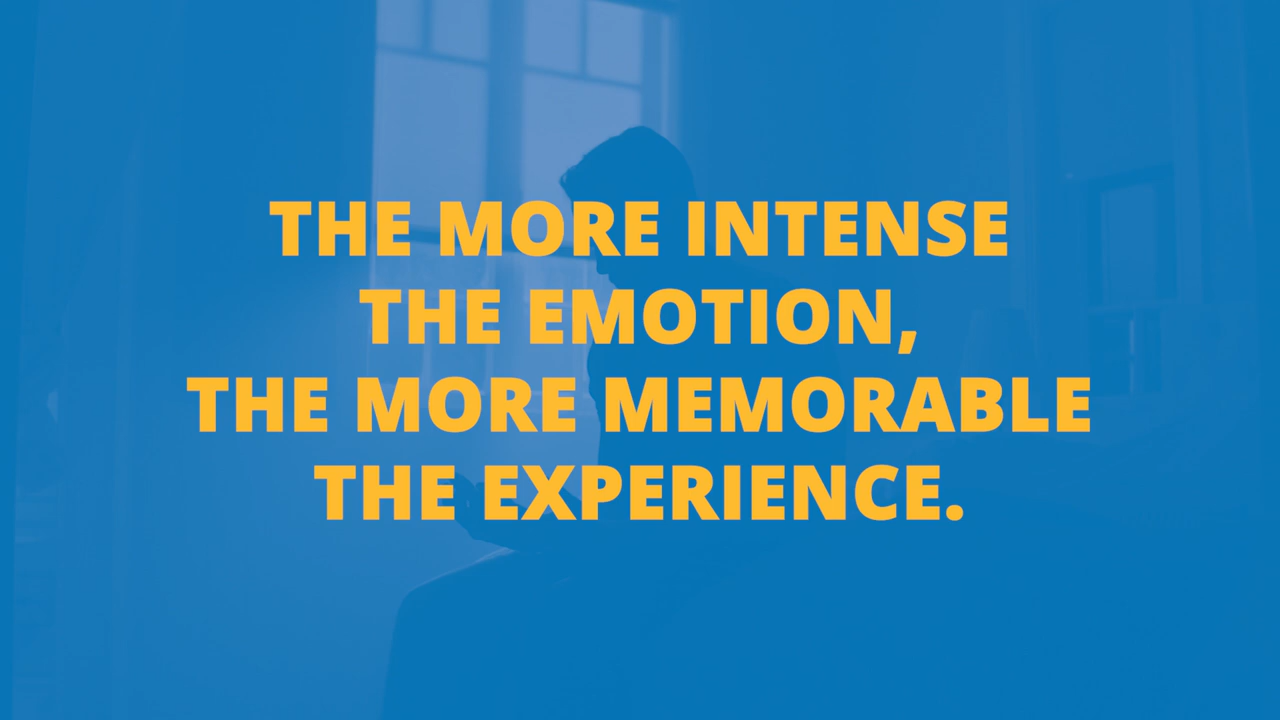 THE MORE INTENSE
THE EMOTION,
THE MORE MEMORABLE
THE EXPERIENCE.